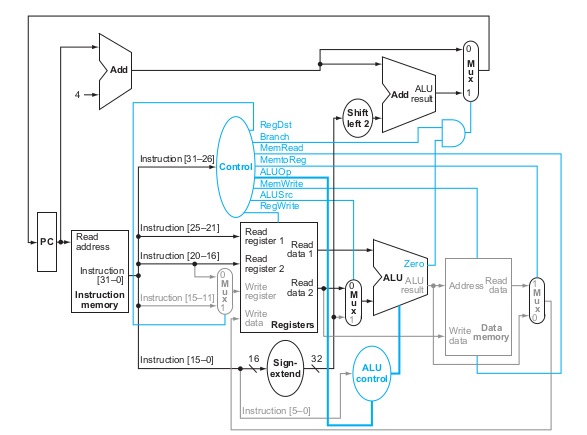 0
M
u
x
1
Add
4
Add
ALU
result
Shift
left 2
RegDst
Branch
MemRead
MemtoReg
ALUOp
MemWrite
ALUSrc
RegWrite
Control
Instruction [31–26]
PC
Read
address
Instruction
[31–0]
Instruction
memory
Instruction [25–21]
Instruction [20–16]
Instruction [15–11]
0
M
u
x
1
Read
register 1
Read
register 2
Write
register
Write
data
Read
data 1
Read
data 2
Registers
0
M
u
x
1
Zero
ALU
ALU
result
Address
Read
data
Write
data
Data
memory
1
M
u
x
0
Instruction [15–0]
16
Sign-
extend
32
ALU
control
Instruction [5–0]